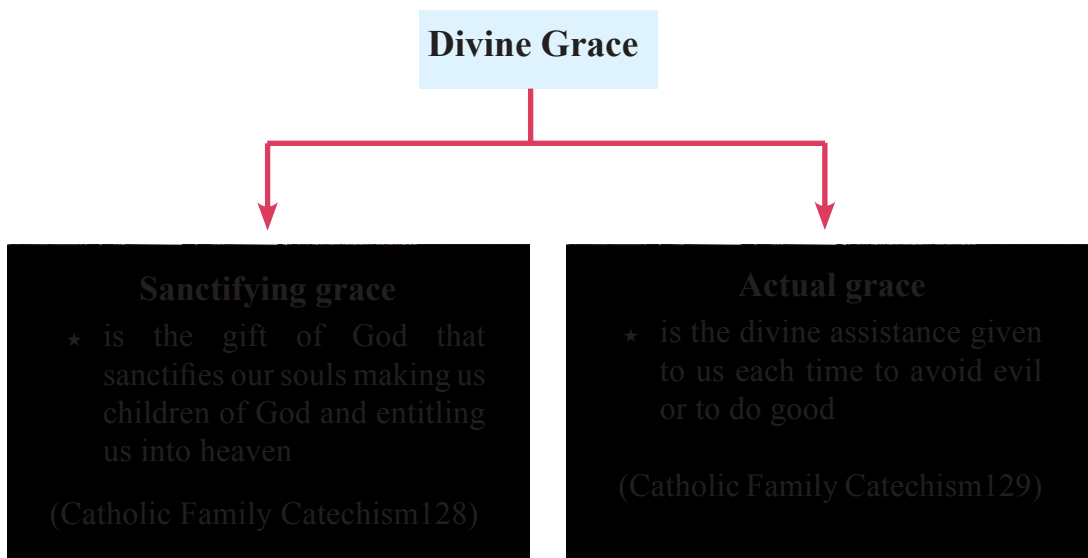 Divine Grace
Sanctifying grace
★ is the gift of God that
sanctifies our souls making us
children of God and entitling
us into heaven
(Catholic Family Catechism128)
Actual grace
★ is the divine assistance given
to us each time to avoid evil
or to do good
(Catholic Family Catechism129)